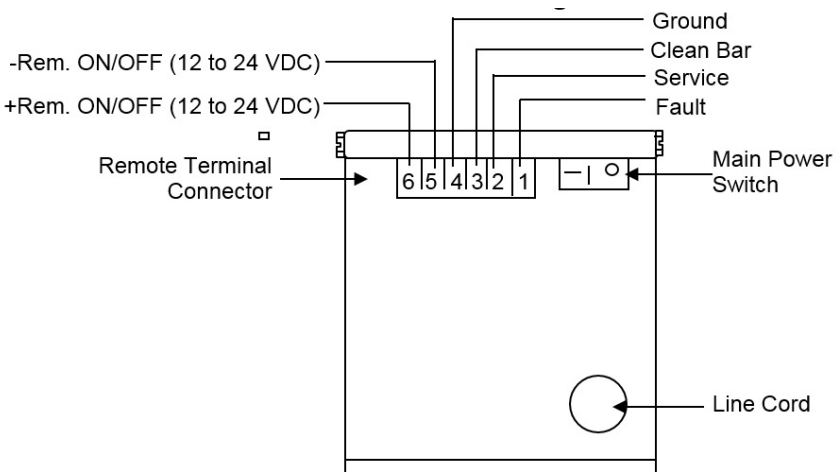 Ground
Clean Bar
-Rem. ON/OFF (12 to 24 VDC)
Service
+Rem. ON/OFF (12 to 24 VDC)
Fault
Remote Terminal
Connector
6 5 4 3 2 1
— | O
Main Power
Switch
Line Cord